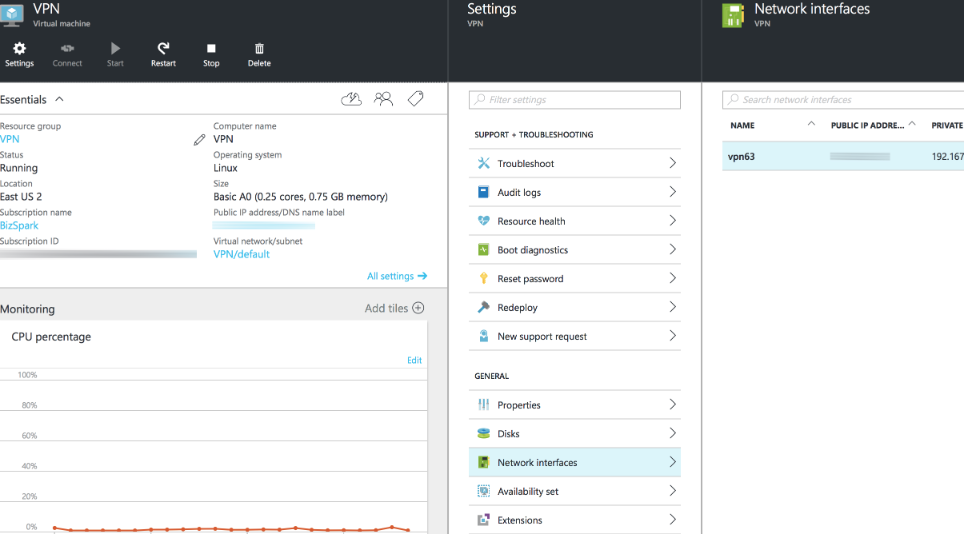 VPN
Virtual machine
Settings
Connect
Start
Restart
Stop
Delete
Essentials
Resource group
VPN
Computer name
VPN
Status
Running
Operating system
Linux
Location
East US 2
Size
Basic A0 (0.25 cores, 0.75 GB memory)
Subscription name
BizSpark
Public IP address/DNS name label
Subscription ID
Virtual network/subnet
VPN/default
All settings
Monitoring
Add tiles
CPU percentage
Edit
100%
80%
60%
40%
20%
0%
Settings
VPN
Filter settings
SUPPORT + TROUBLESHOOTING
Troubleshoot
Audit logs
Resource health
Boot diagnostics
Reset password
Redeploy
New support request
GENERAL
Properties
Disks
Network interfaces
Availability set
Extensions
Network interfaces
VPN
Search network interfaces
NAME
PUBLIC IP ADDRE...
PRIVATE
vpn63
192.167